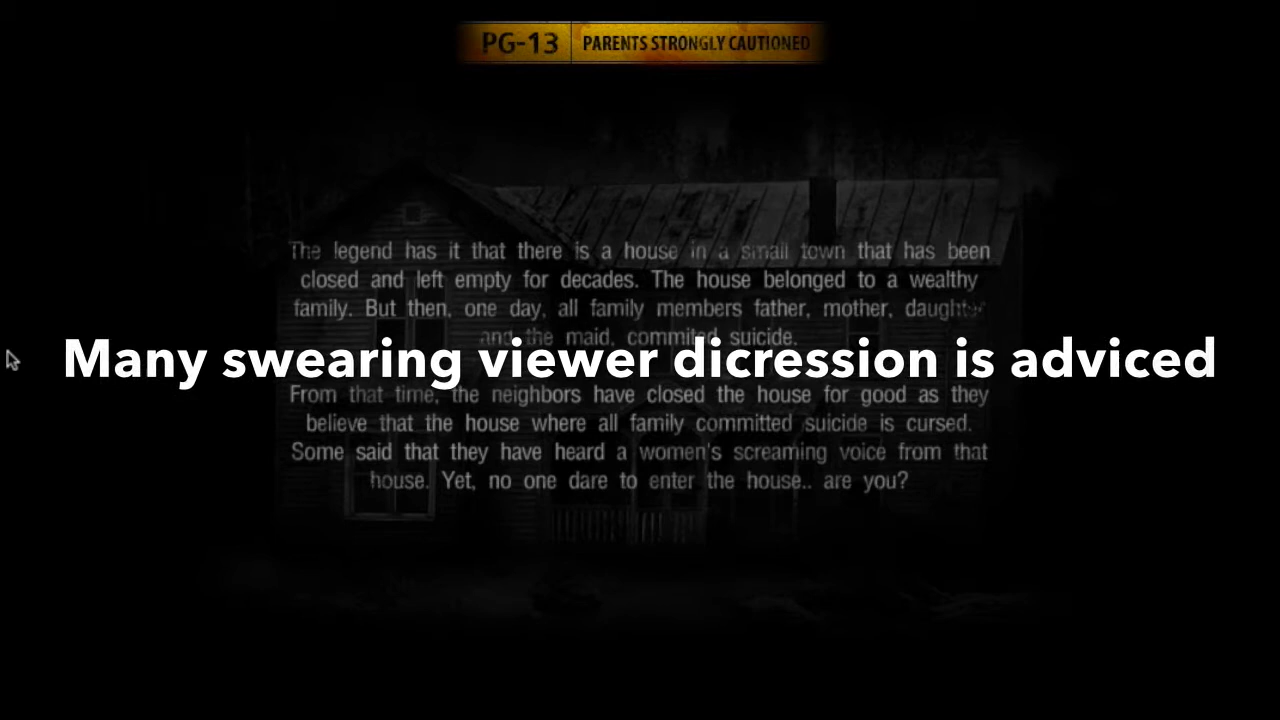 PG-13 PARENTS STRONGLY CAUTIONED
The legend has it that there is a house in a small town that has been
closed and left empty for decades. The house belonged to a wealthy
family. But then, one day, all family members father, mother, daughter
and the maid, commited suicide.
Many swearing viewer dicression is adviced
From that time, the neighbors have closed the house for good as they
believe that the house where all family committed suicide is cursed.
Some said that they have heard a women's screaming voice from that
house. Yet, no one dare to enter the house.. are you?